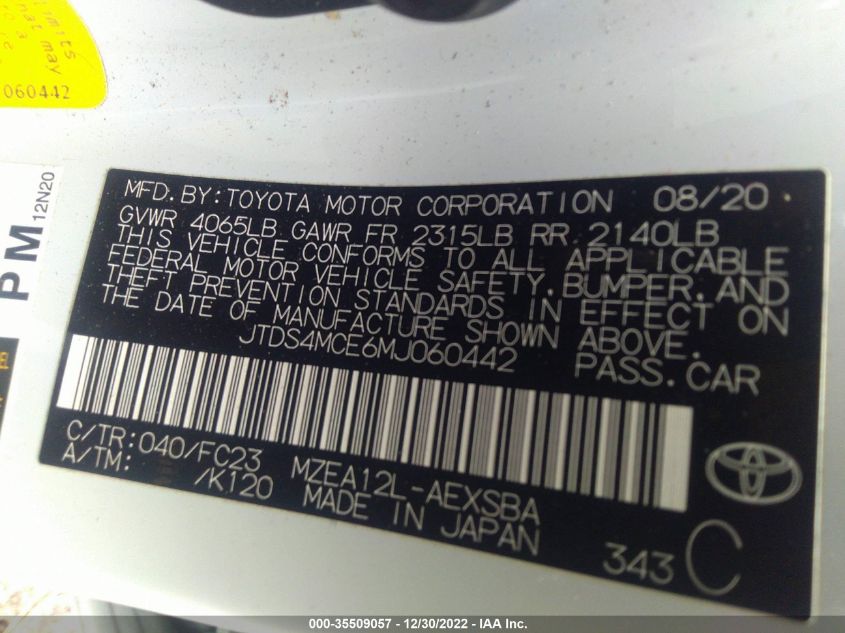 limits
may
060442
PM 12N20
MFD. BY: TOYOTA MOTOR CORPORATION 08/20
GVWR 4065LB GAWR FR 2315LB RR 2140LB
THIS VEHICLE CONFORMS TO ALL APPLICABLE
FEDERAL MOTOR VEHICLE SAFETY, BUMPER, AND
THEFT PREVENTION STANDARDS IN EFFECT ON
THE DATE OF MANUFACTURE SHOWN ABOVE.
JTDS4MCE6MJ060442 PASS. CAR
C/TR: 040/FC23 MZEA12L-AEXSBA
A/TM: /K120 MADE IN JAPAN
343 C
000-35509057 - 12/30/2022 - IAA Inc.